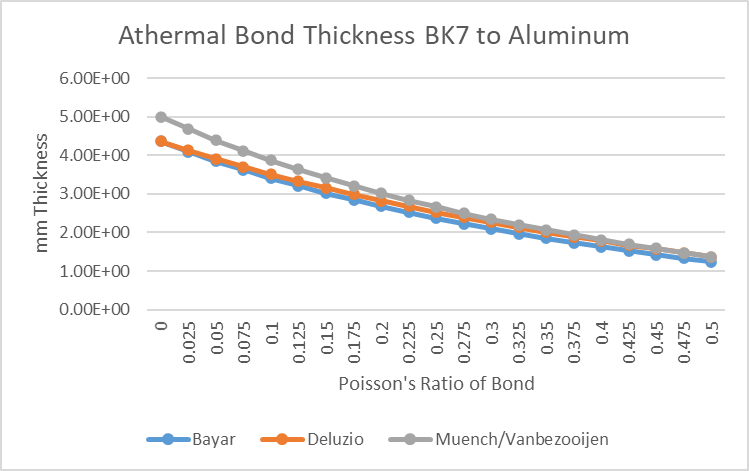 Athermal Bond Thickness BK7 to Aluminum
6.00E+00
5.00E+00
4.00E+00
3.00E+00
2.00E+00
1.00E+00
0.00E+00
mm Thickness
0
0.025
0.05
0.075
0.1
0.125
0.15
0.175
0.2
0.225
0.25
0.275
0.3
0.325
0.35
0.375
0.4
0.425
0.45
0.475
0.5
Poisson's Ratio of Bond
Bayar
Deluzio
Muench/Vanbezooijen